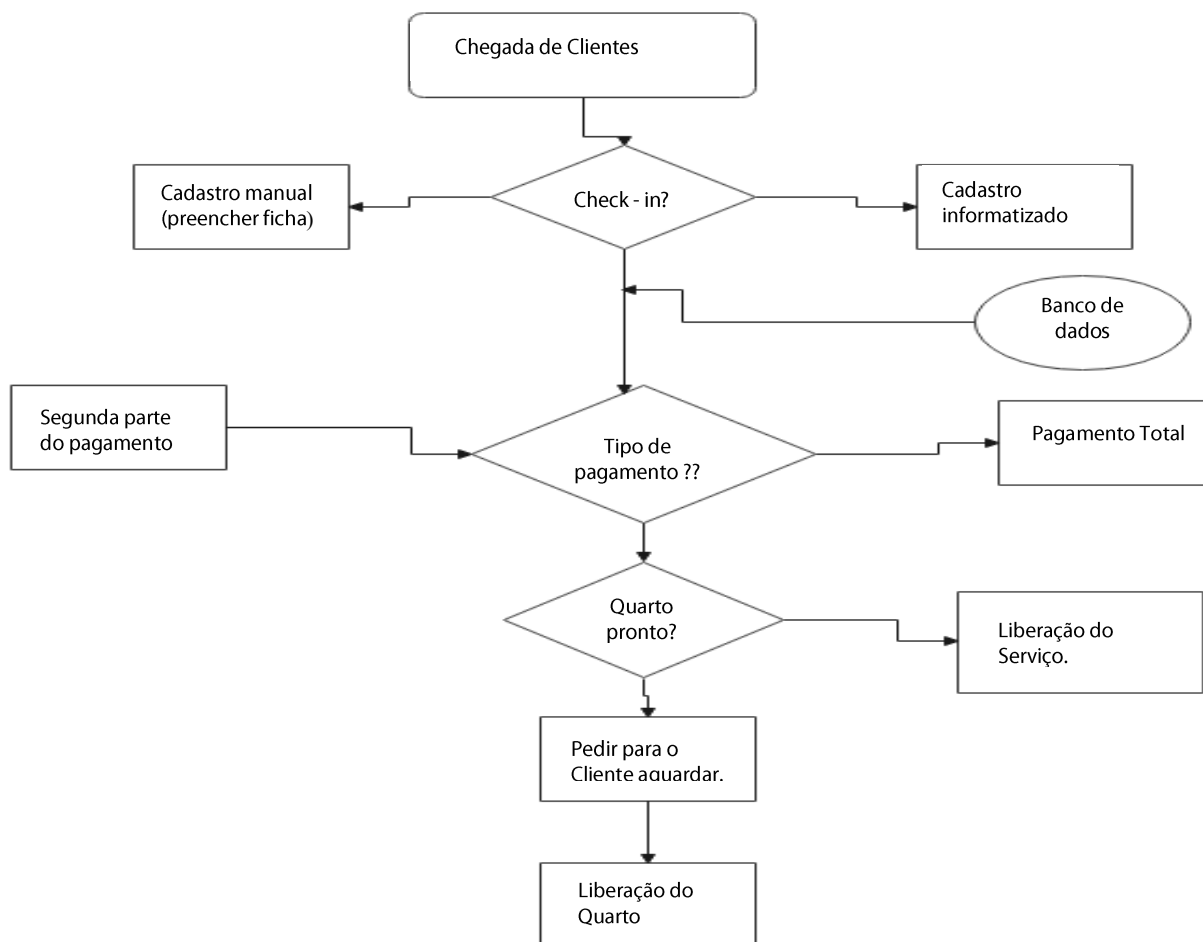 Chegada de Clientes
Cadastro manual
(preencher ficha)
Check - in?
Cadastro
informatizado
Banco de
dados
Segunda parte
do pagamento
Tipo de
pagamento ??
Pagamento Total
Quarto
pronto?
Liberação do
Serviço.
Pedir para o
Cliente aguardar.
Liberação do
Quarto